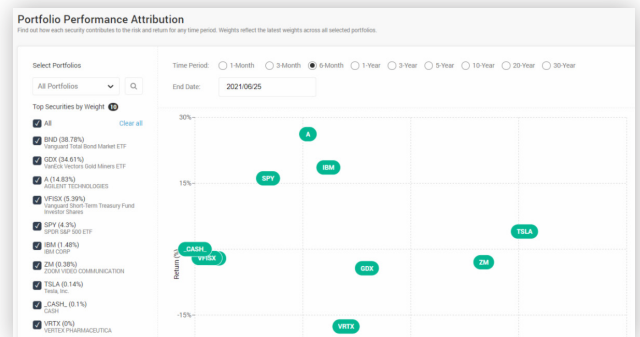 Portfolio Performance Attribution
Find out how each security contributes to the risk and return for any time period. Weights reflect the latest weights across all selected portfolios.
Select Portfolios
Time Period: 1-Month 3-Month 6-Month 1-Year 3-Year 5-Year 10-Year 20-Year 30-Year
All Portfolios
End Date: 2021/06/25
Top Securities by Weight 10
All Clear all
BND (38.78%)
Vanguard Total Bond Market ETF
GDX (34.61%)
VanEck Vectors Gold Miners ETF
A (14.83%)
AGILENT TECHNOLOGIES
VFISX (5.39%)
Vanguard Short-Term Treasury Fund
Investor Shares
SPY (4.3%)
SPDR S&P 500 ETF
IBM (1.48%)
IBM CORP
ZM (0.38%)
ZOOM VIDEO COMMUNICATION
TSLA (0.14%)
Tesla, Inc.
_CASH_ (0.1%)
CASH
VRTX (0%)
VERTEX PHARMACEUTICA
30%
A
IBM
SPY
15%
TSLA
_CASH_
VFISX
ZM
GDX
Return (%)
-15%
VRTX